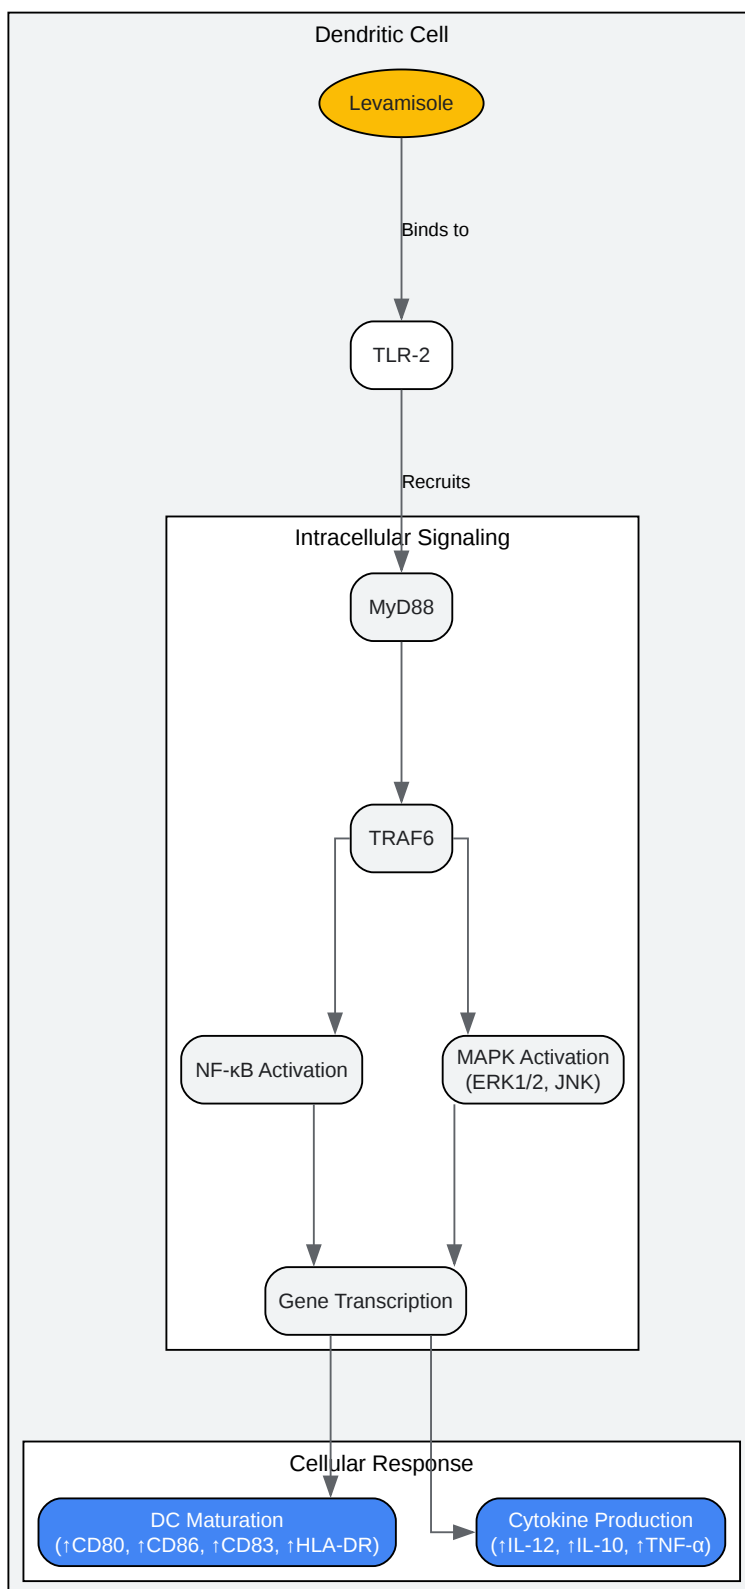 Dendritic Cell
Levamisole
Binds to
TLR-2
Recruits
Intracellular Signaling
MyD88
TRAF6
NF-κB Activation
MAPK Activation
(ERK1/2, JNK)
Gene Transcription
Cellular Response
DC Maturation
(↑CD80, ↑CD86, ↑CD83, ↑HLA-DR)
Cytokine Production
(↑IL-12, ↑IL-10, ↑TNF-α)